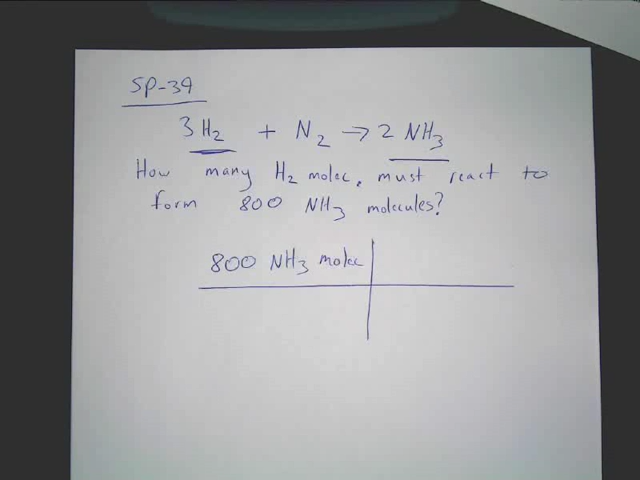 SP-39
3 H2 + N2 → 2 NH3
How many H2 molec. must react to
form 800 NH3 molecules?
800 NH3 molec